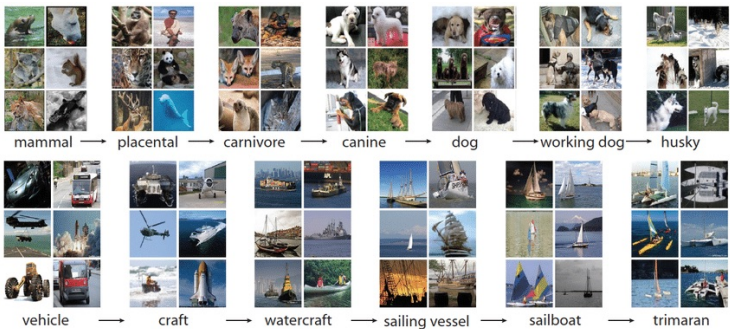 mammal → placental → carnivore → canine → dog → working dog → husky
vehicle → craft → watercraft → sailing vessel → sailboat → trimaran